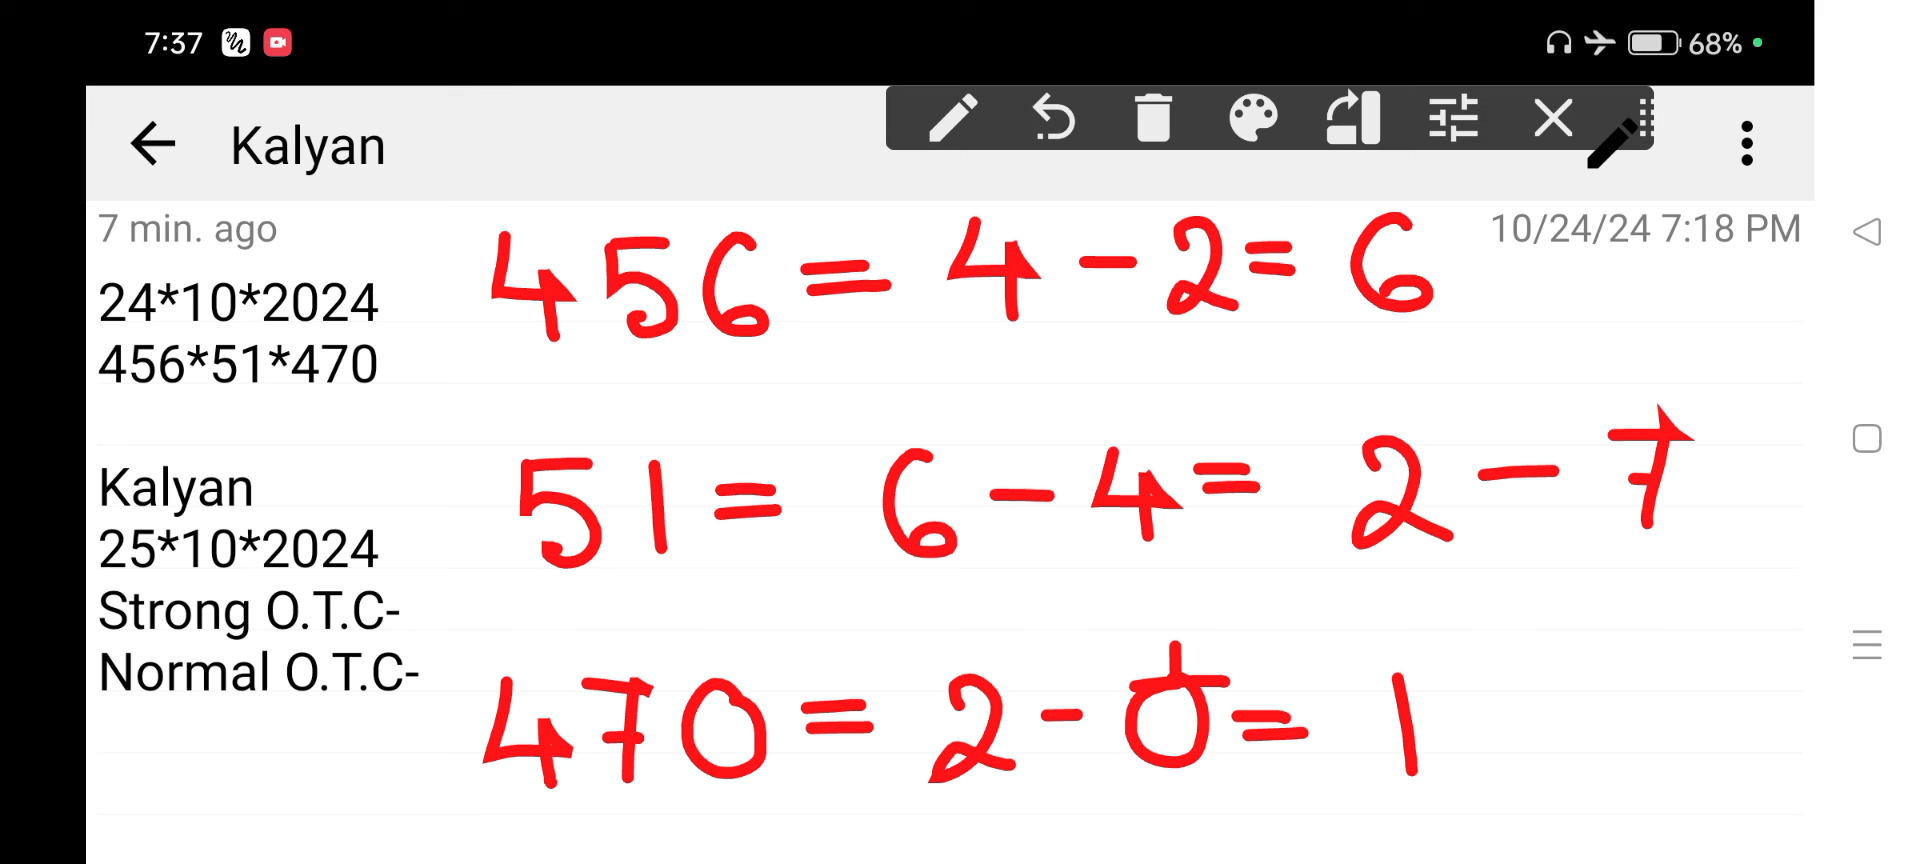 7:37 68%
Kalyan
7 min. ago 10/24/24 7:18 PM
24*10*2024
456*51*470
Kalyan
25*10*2024
Strong O.T.C-
Normal O.T.C-
456 = 4 - 2 = 6
51 = 6 - 4 = 2 - 7
470 = 2 - 0 = 1